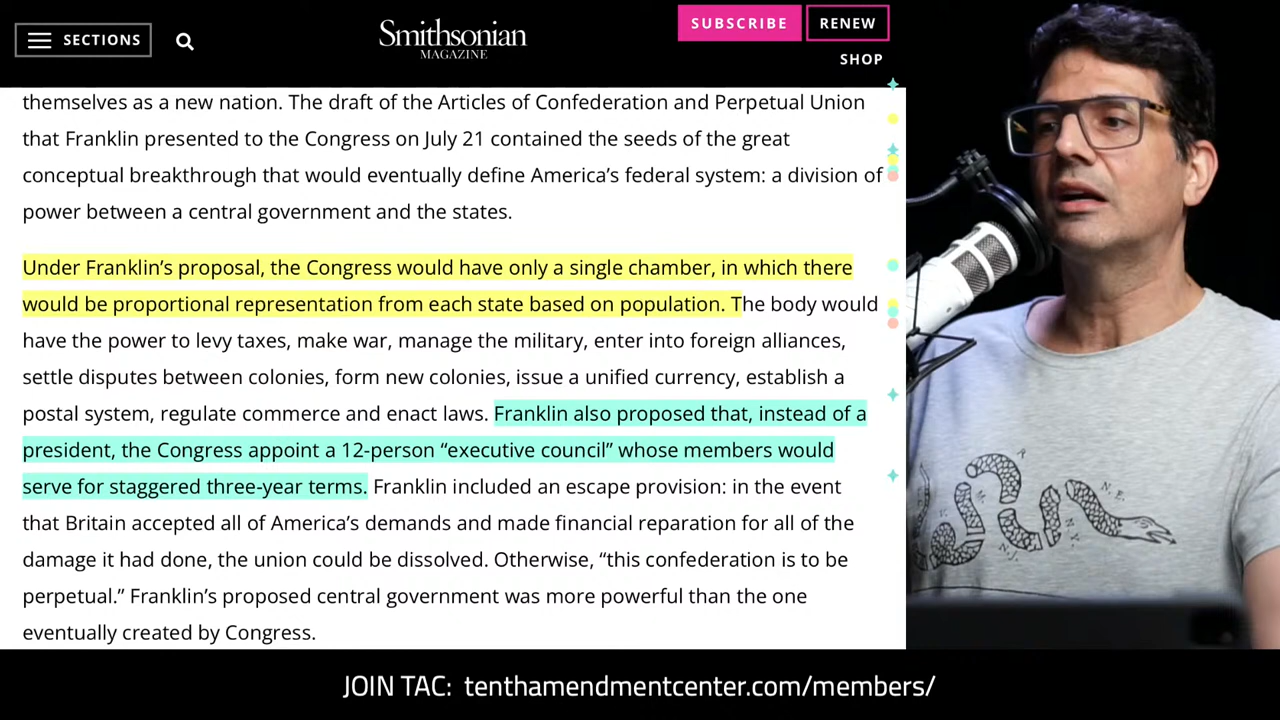 SECTIONS
Smithsonian
MAGAZINE
SUBSCRIBE
RENEW
SHOP
themselves as a new nation. The draft of the Articles of Confederation and Perpetual Union
that Franklin presented to the Congress on July 21 contained the seeds of the great
conceptual breakthrough that would eventually define America’s federal system: a division of
power between a central government and the states.
Under Franklin’s proposal, the Congress would have only a single chamber, in which there
would be proportional representation from each state based on population. The body would
have the power to levy taxes, make war, manage the military, enter into foreign alliances,
settle disputes between colonies, form new colonies, issue a unified currency, establish a
postal system, regulate commerce and enact laws. Franklin also proposed that, instead of a
president, the Congress appoint a 12-person “executive council” whose members would
serve for staggered three-year terms. Franklin included an escape provision: in the event
that Britain accepted all of America’s demands and made financial reparation for all of the
damage it had done, the union could be dissolved. Otherwise, “this confederation is to be
perpetual.” Franklin’s proposed central government was more powerful than the one
eventually created by Congress.
N.E.
N.Y.
N.J.
JOIN TAC: tenthamendmentcenter.com/members/